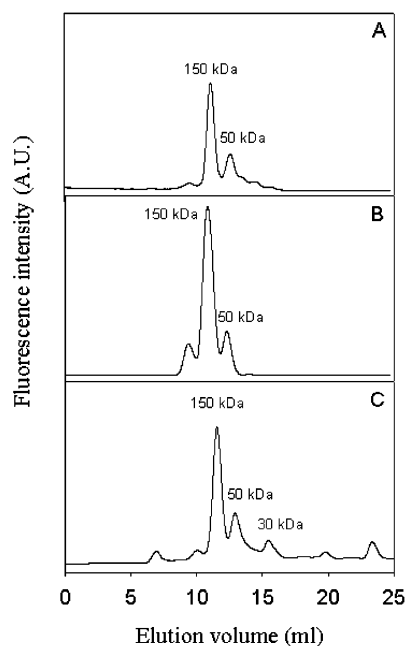 A
150 kDa
50 kDa
B
150 kDa
50 kDa
C
150 kDa
50 kDa
30 kDa
Fluorescence intensity (A.U.)
0 5 10 15 20 25
Elution volume (ml)